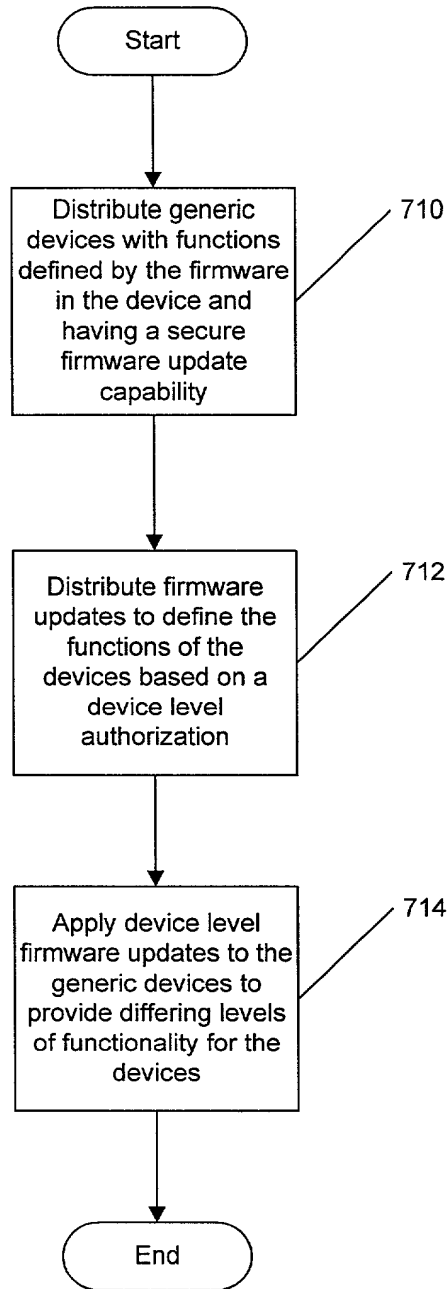 Start
Distribute generic
devices with functions
defined by the firmware
in the device and
having a secure
firmware update
capability
710
Distribute firmware
updates to define the
functions of the
devices based on a
device level
authorization
712
Apply device level
firmware updates to the
generic devices to
provide differing levels
of functionality for the
devices
714
End